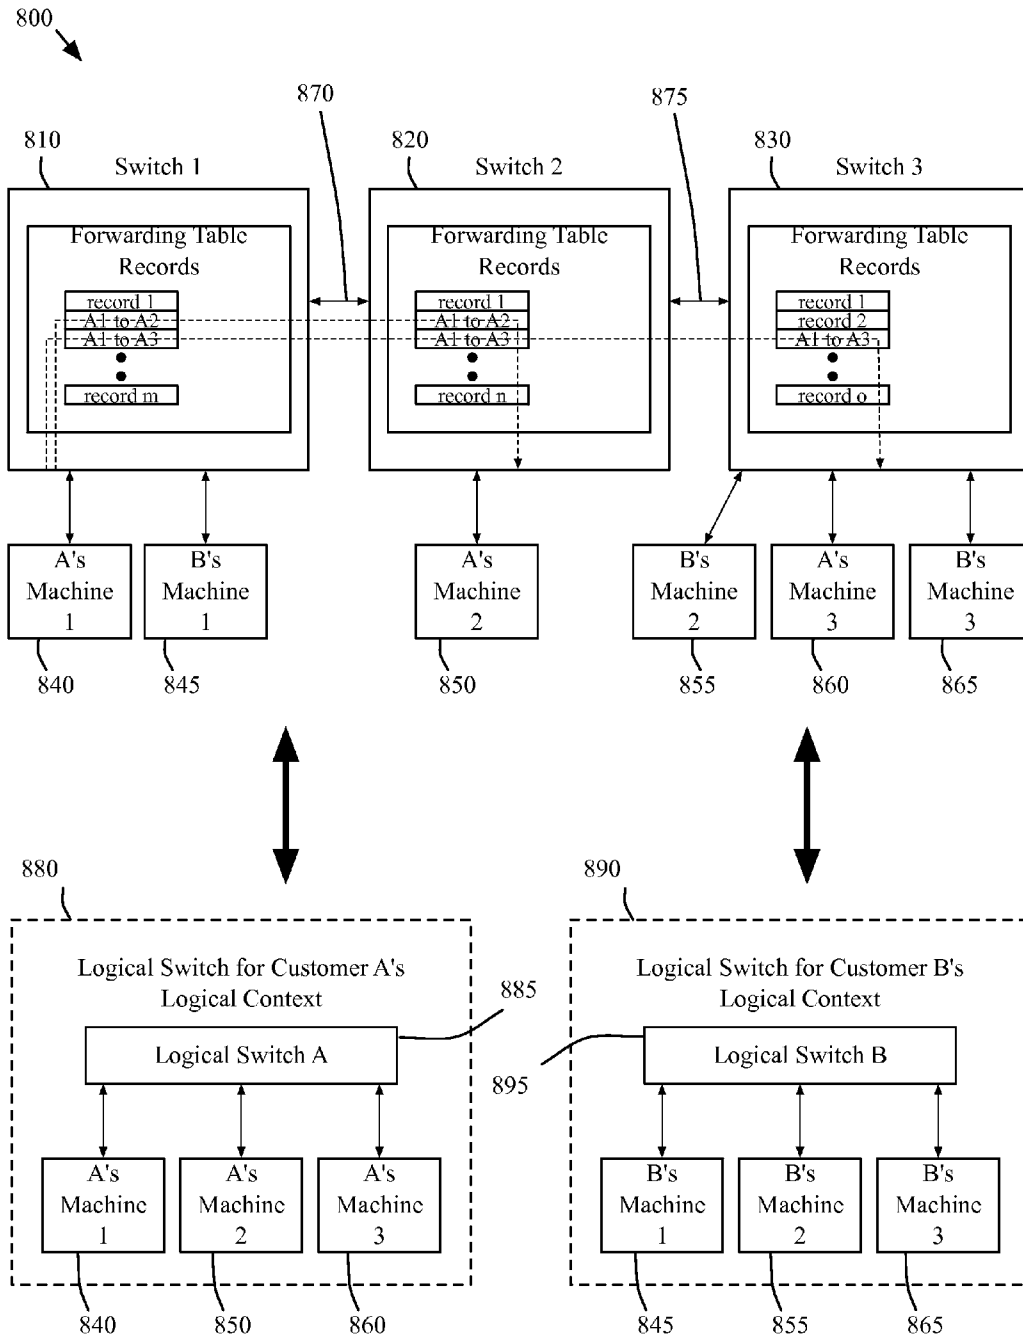 800
870
875
810
820
830
Switch 1
Switch 2
Switch 3
Forwarding Table
Records
record 1
A1 to A2
A1 to A3
record m
Forwarding Table
Records
record 1
A1 to A2
A1 to A3
record n
Forwarding Table
Records
record 1
record 2
A1 to A3
record o
A's
Machine
1
B's
Machine
1
A's
Machine
2
B's
Machine
2
A's
Machine
3
B's
Machine
3
840
845
850
855
860
865
880
Logical Switch for Customer A's
Logical Context
885
Logical Switch A
A's
Machine
1
A's
Machine
2
A's
Machine
3
840
850
860
890
Logical Switch for Customer B's
Logical Context
895
Logical Switch B
B's
Machine
1
B's
Machine
2
B's
Machine
3
845
855
865